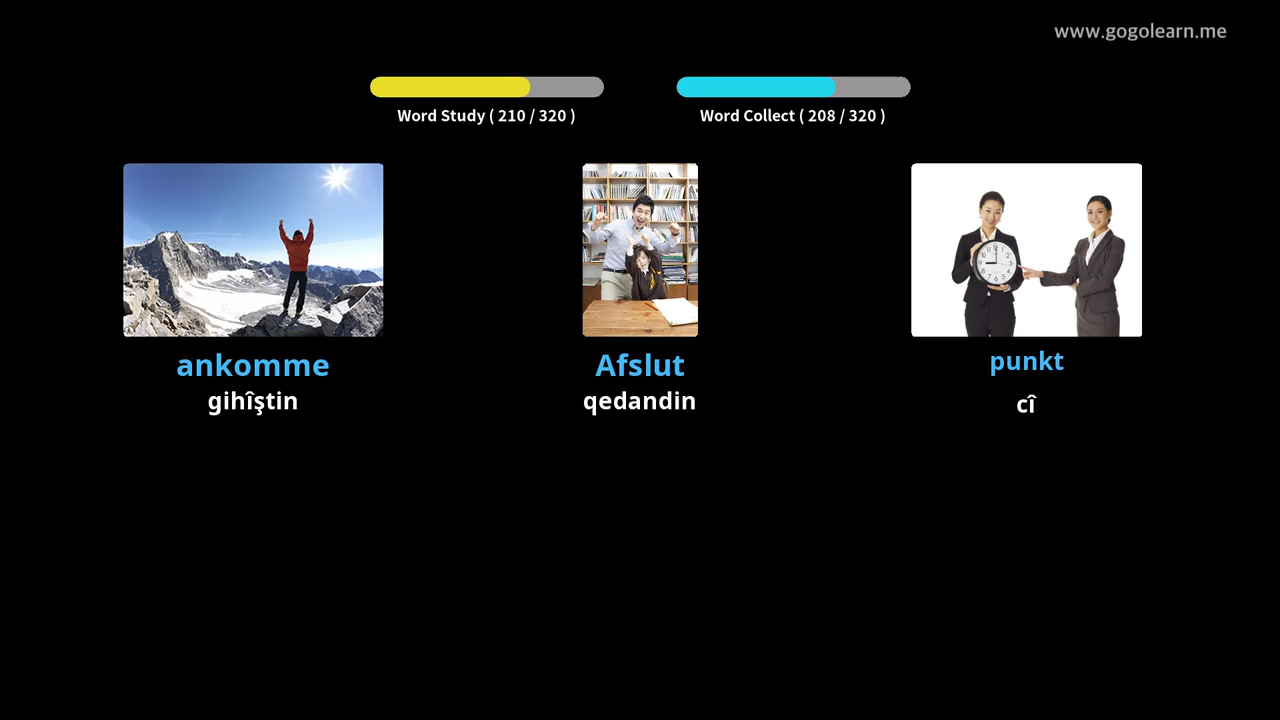 www.gogolearn.me
Word Study ( 210 / 320 )
Word Collect ( 208 / 320 )
ankomme
gihîştin
Afslut
qedandin
punkt
cî